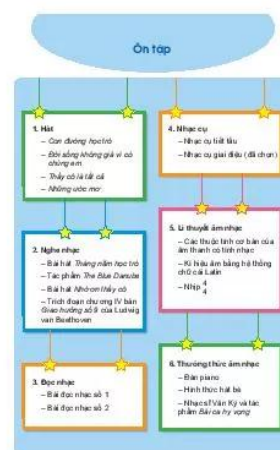 Ôn tập
1. Hát
– Con đường học trò
– Đời sống không già vì có
chúng em
– Thầy cô là tất cả
– Những ước mơ
2. Nghe nhạc
– Bài hát Tháng năm học trò
– Tác phẩm The Blue Danube
– Bài hát Nhớ ơn thầy cô
– Trích đoạn chương IV bản
Giao hưởng số 9 của Ludwig
van Beethoven
3. Đọc nhạc
– Bài đọc nhạc số 1
– Bài đọc nhạc số 2
4. Nhạc cụ
– Nhạc cụ tiết tấu
– Nhạc cụ giai điệu (đã chọn)
5. Lí thuyết âm nhạc
– Các thuộc tính cơ bản của
âm thanh có tính nhạc
– Kí hiệu âm bằng hệ thống
chữ cái Latin
– Nhịp 4/4
6. Thường thức âm nhạc
– Đàn piano
– Hình thức hát bè
– Nhạc sĩ Văn Ký và tác
phẩm Bài ca hy vọng